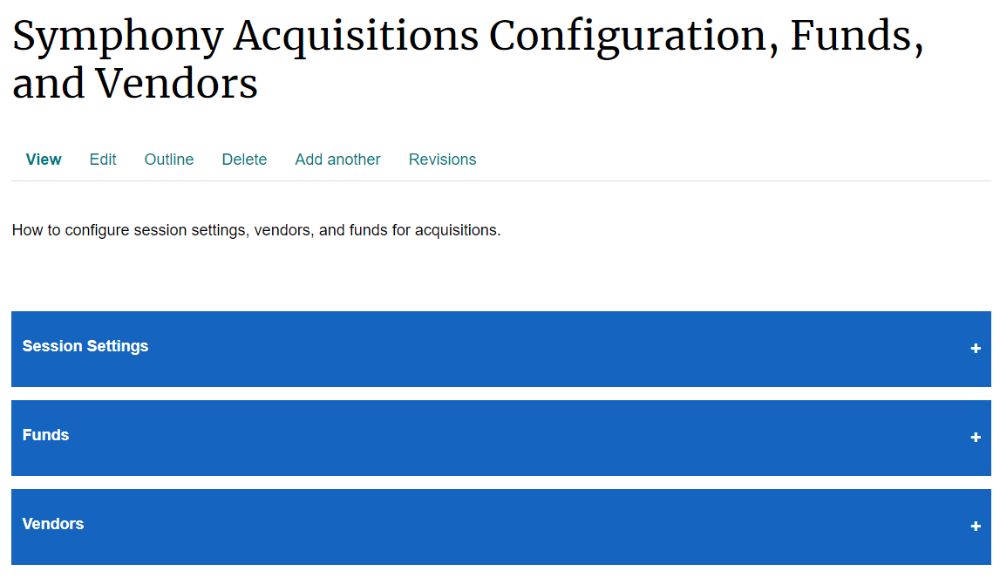 Symphony Acquisitions Configuration, Funds,
and Vendors
View Edit Outline Delete Add another Revisions
How to configure session settings, vendors, and funds for acquisitions.
Session Settings +
Funds +
Vendors +